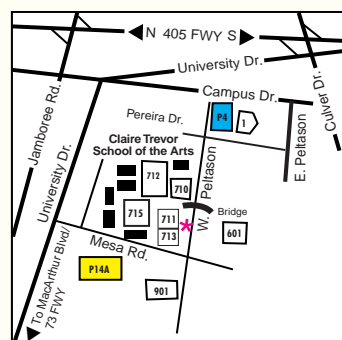 N 405 FWY S
University Dr.
Culver Dr.
Jamboree Rd.
Campus Dr.
Pereira Dr.
P4
1
Claire Trevor
School of the Arts
University Dr.
W. Peltason
E. Peltason
712
710
715
711
713
Bridge
601
Mesa Rd.
P14A
901
To MacArthur Blvd/
73 FWY